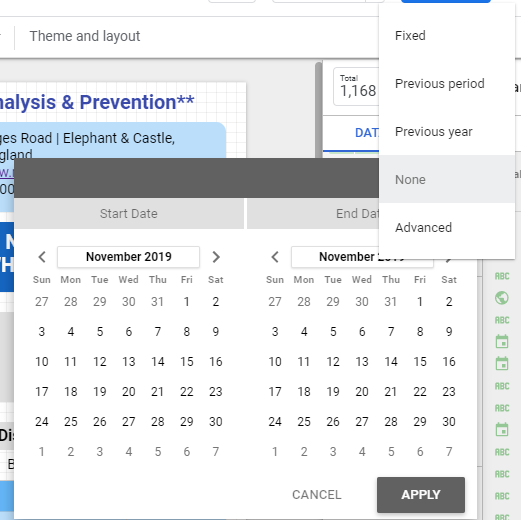 Theme and layout
Fixed
Previous period
Previous year
None
Advanced
Total
1,168
DAT
nalysis & Prevention**
ges Road | Elephant & Castle,
gland
Start Date
End Dat
November 2019
November 2019
Sun Mon Tue Wed Thu Fri Sat
Sun Mon Tue Wed Thu Fri Sat
27 28 29 30 31 1 2
27 28 29 30 31 1 2
3 4 5 6 7 8 9
3 4 5 6 7 8 9
10 11 12 13 14 15 16
10 11 12 13 14 15 16
17 18 19 20 21 22 23
17 18 19 20 21 22 23
24 25 26 27 28 29 30
24 25 26 27 28 29 30
1 2 3 4 5 6 7
1 2 3 4 5 6 7
CANCEL
APPLY
ABC
ABC
ABC
ABC
ABC
ABC
ABC
ABC